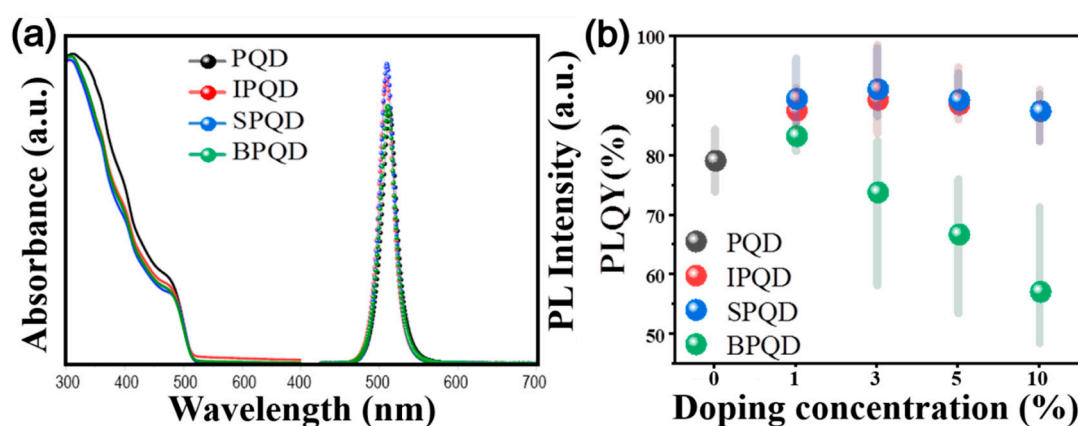 (a)
Absorbance (a.u.)
PQD
IPQD
SPQD
BPQD
PL Intensity (a.u.)
300 400 500 600 400 500 600 700
Wavelength (nm)
(b)
PLQY(%)
100
90
80
70
60
50
PQD
IPQD
SPQD
BPQD
0 1 3 5 10
Doping concentration (%)